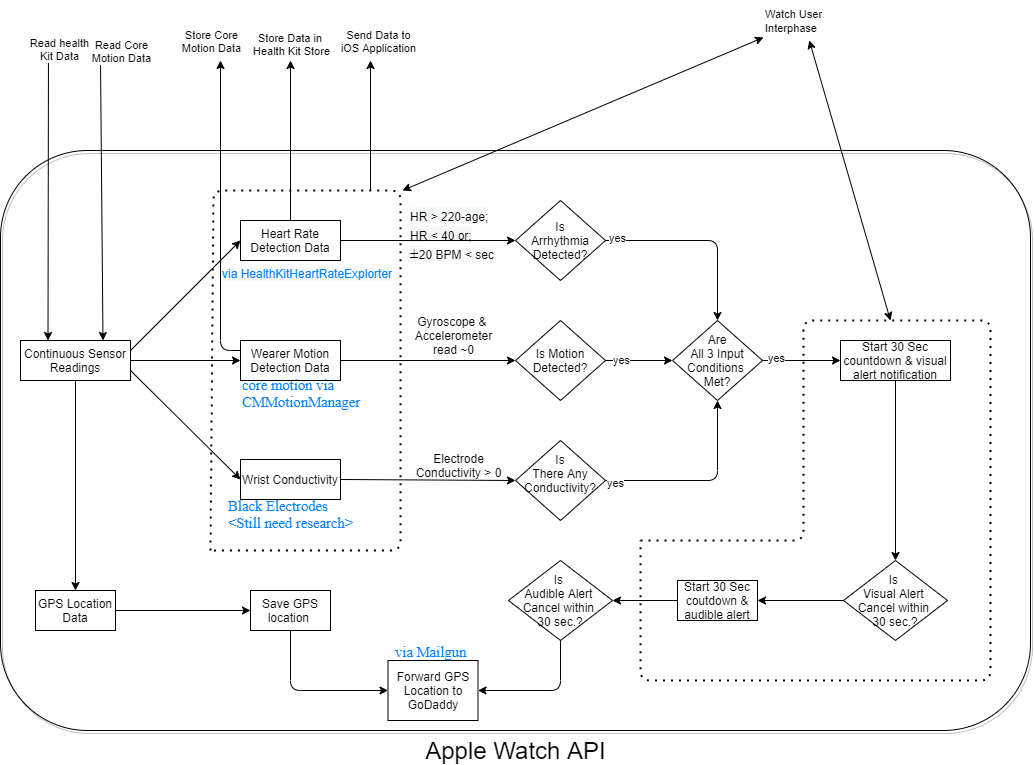 Watch User
Interphase
Read health
Kit Data
Read Core
Motion Data
Store Core
Motion Data
Store Data in
Health Kit Store
Send Data to
iOS Application
Heart Rate
Detection Data
via HealthKitHeartRateExplorter
HR > 220-age;
HR < 40 or;
±20 BPM < sec
Is
Arrhythmia
Detected?
yes
Continuous Sensor
Readings
Wearer Motion
Detection Data
core motion via
CMMotionManager
Gyroscope &
Accelerometer
read ~0
Is Motion
Detected?
yes
Are
All 3 Input
Conditions
Met?
yes
Start 30 Sec
countdown & visual
alert notification
Wrist Conductivity
Black Electrodes
<Still need research>
Electrode
Conductivity > 0
Is
There Any
Conductivity?
yes
GPS Location
Data
Save GPS
location
Is
Audible Alert
Cancel within
30 sec.?
Start 30 Sec
coutdown &
audible alert
Is
Visual Alert
Cancel within
30 sec.?
via Mailgun
Forward GPS
Location to
GoDaddy
Apple Watch API